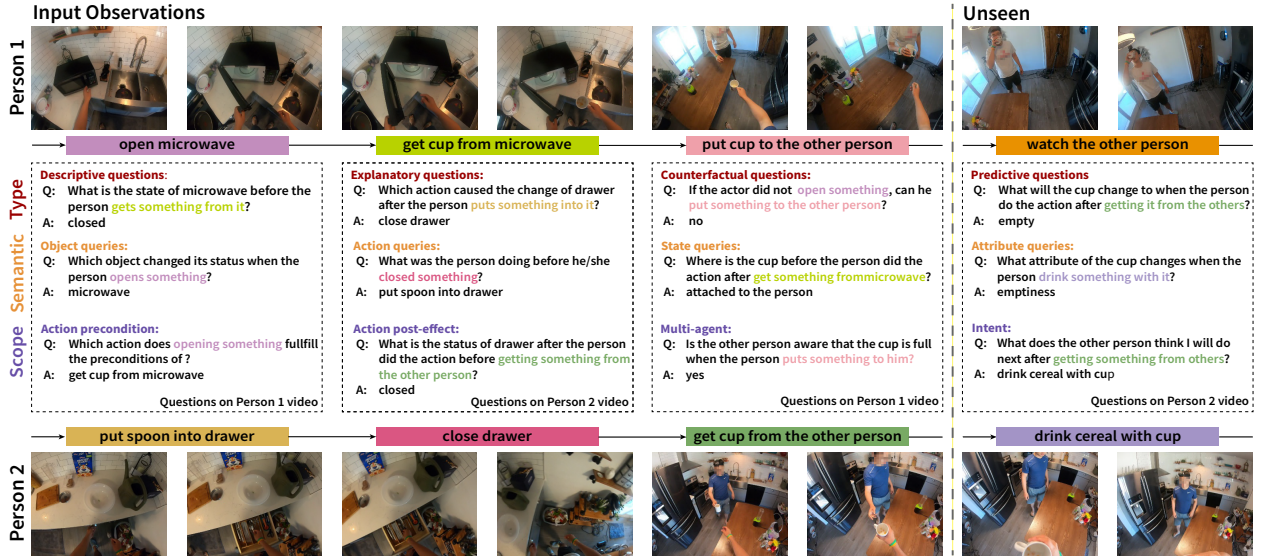 Input Observations
Unseen
Person 1
open microwave
get cup from microwave
put cup to the other person
watch the other person
Type
Semantic
Scope
Descriptive questions:
Q: What is the state of microwave before the
person gets something from it?
A: closed
Object queries:
Q: Which object changed its status when the
person opens something?
A: microwave
Action precondition:
Q: Which action does opening something fullfill
the preconditions of ?
A: get cup from microwave
Questions on Person 1 video
Explanatory questions:
Q: Which action caused the change of drawer
after the person puts something into it?
A: close drawer
Action queries:
Q: What was the person doing before he/she
closed something?
A: put spoon into drawer
Action post-effect:
Q: What is the status of drawer after the person
did the action before getting something from
the other person?
A: closed
Questions on Person 2 video
Counterfactual questions:
Q: If the actor did not open something, can he
put something to the other person?
A: no
State queries:
Q: Where is the cup before the person did the
action after get something frommicrowave?
A: attached to the person
Multi-agent:
Q: Is the other person aware that the cup is full
when the person puts something to him?
A: yes
Questions on Person 1 video
Predictive questions
Q: What will the cup change to when the person
do the action after getting it from the others?
A: empty
Attribute queries:
Q: What attribute of the cup changes when the
person drink something with it?
A: emptiness
Intent:
Q: What does the other person think I will do
next after getting something from others?
A: drink cereal with cup
Questions on Person 2 video
put spoon into drawer
close drawer
get cup from the other person
drink cereal with cup
Person 2